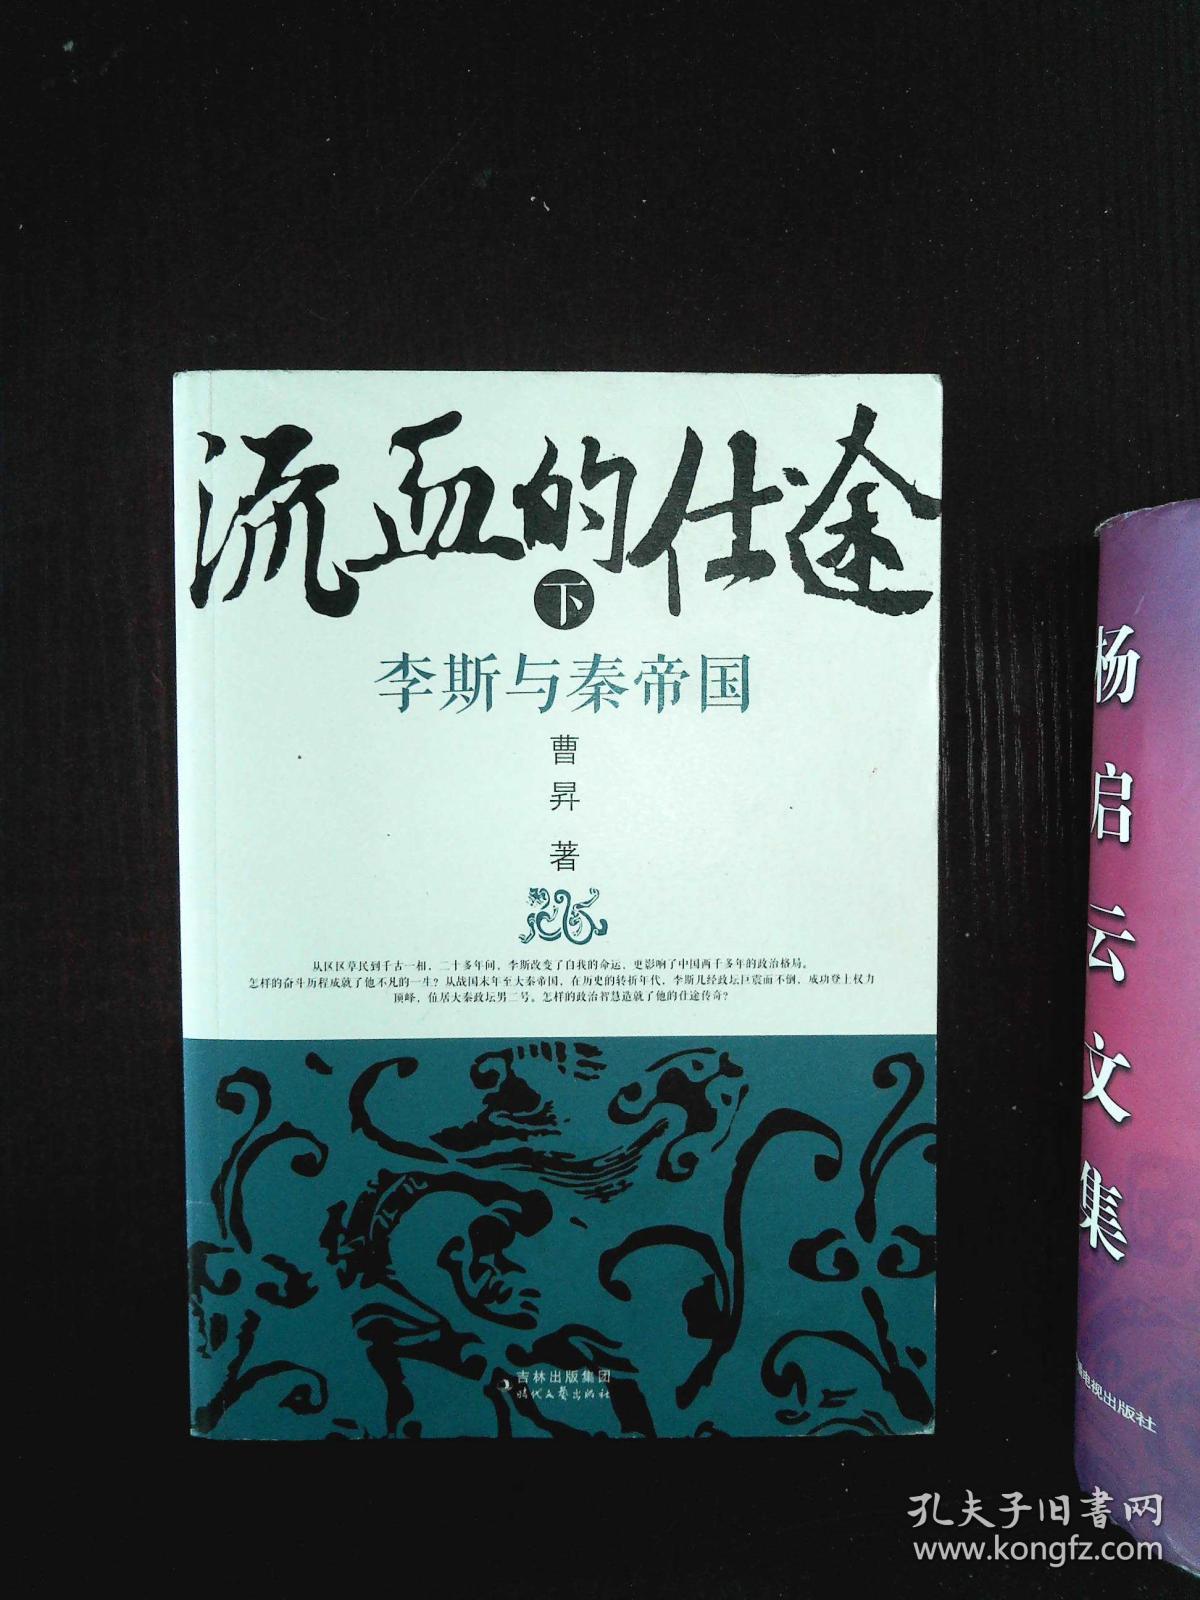 流血的仕途
下
李斯与秦帝国
曹昇 著
从区区草民到千古一相，二十多年间，李斯改变了自我的命运，更影响了中国两千多年的政治格局。
怎样的奋斗历程成就了他不凡的一生？从战国末年至大秦帝国，在历史的转折年代，李斯几经政坛巨震而不倒，成功登上权力
顶峰，位居大秦政坛男二号。怎样的政治智慧造就了他的仕途传奇？
吉林出版集团
时代文艺出版社
杨启云文集
电视出版社
孔夫子旧书网
www.kongfz.com